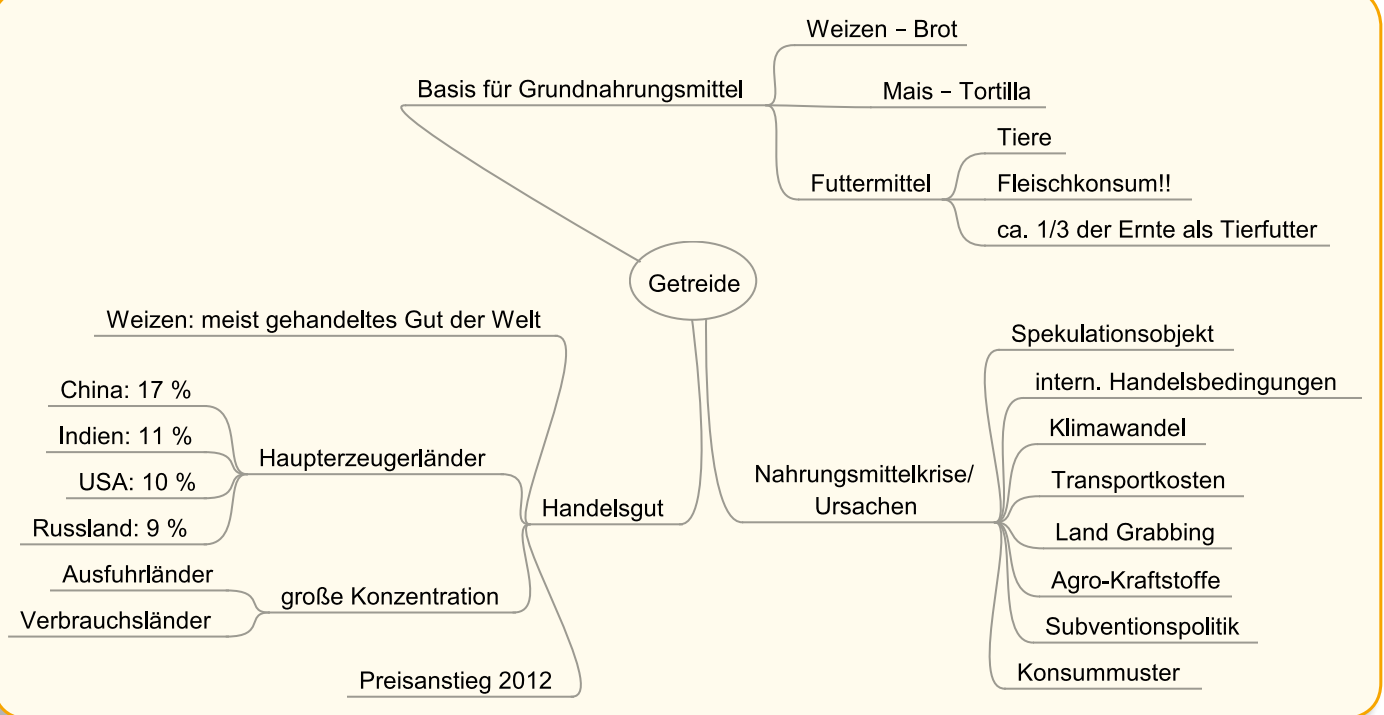 Weizen – Brot
Basis für Grundnahrungsmittel
Mais – Tortilla
Tiere
Futtermittel
Fleischkonsum!!
ca. 1/3 der Ernte als Tierfutter
Getreide
Weizen: meist gehandeltes Gut der Welt
China: 17 %
Indien: 11 %
Haupterzeugerländer
USA: 10 %
Russland: 9 %
Handelsgut
Ausfuhrländer
große Konzentration
Verbrauchsländer
Preisanstieg 2012
Nahrungsmittelkrise/
Ursachen
Spekulationsobjekt
intern. Handelsbedingungen
Klimawandel
Transportkosten
Land Grabbing
Agro-Kraftstoffe
Subventionspolitik
Konsummuster